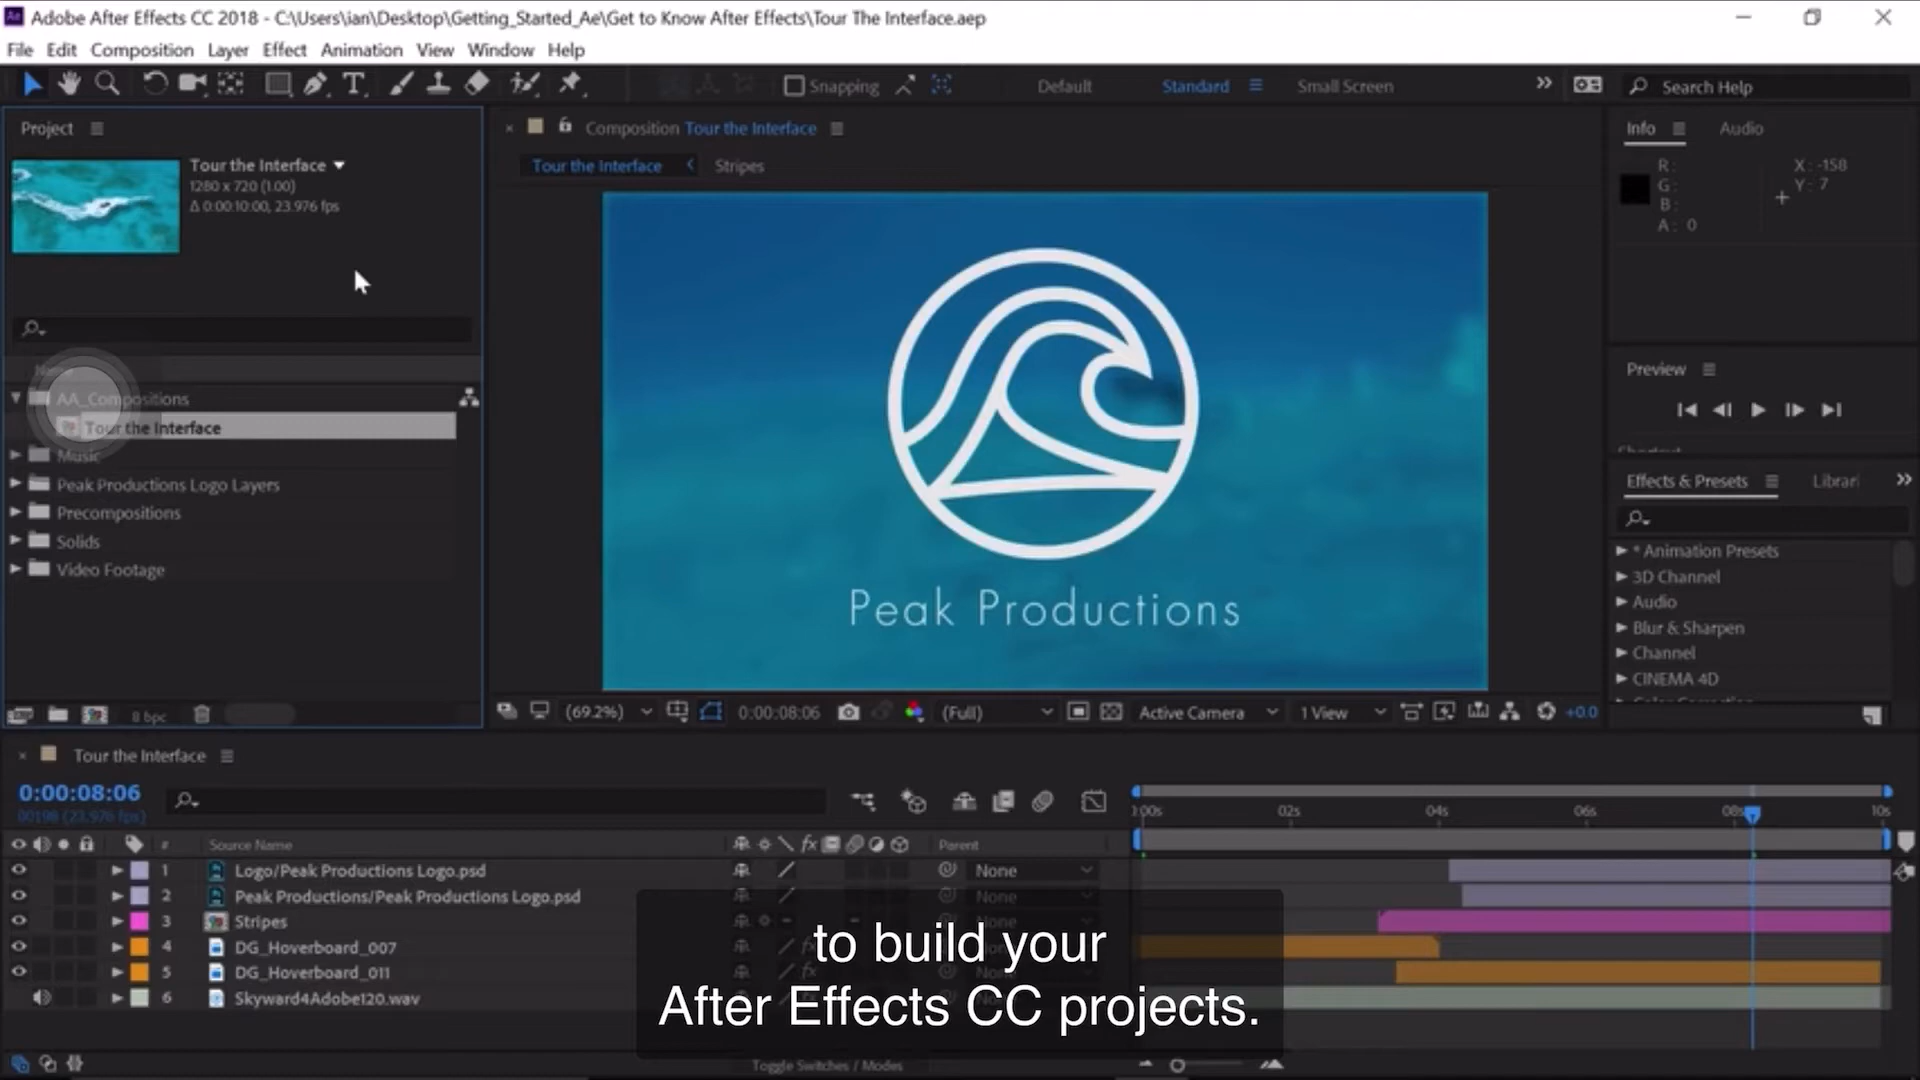 Adobe After Effects CC 2018 - C:\Users\ian\Desktop\Getting_Started_Ae\Get to Know After Effects\Tour The Interface.aep
File Edit Composition Layer Effect Animation View Window Help
Snapping Default Standard Small Screen Search Help
Project
Tour the Interface
1280 x 720 (1.00)
Δ 0:00:10:00, 23.976 fps
Name
AA_Compositions
Tour the Interface
Music
Peak Productions Logo Layers
Precompositions
Solids
Video Footage
8 bpc
Composition Tour the Interface
Tour the Interface Stripes
Peak Productions
(69.2%) 0:00:08:06 (Full) Active Camera 1 View +0.0
Info Audio
R: X: -158
G: Y: 7
B:
A: 0
Preview
Shortcut
Effects & Presets Librari
* Animation Presets
3D Channel
Audio
Blur & Sharpen
Channel
CINEMA 4D
Color Correction
Tour the Interface
0:00:08:06
00198 (23.976 fps)
:00s 02s 04s 06s 08s 10s
# Source Name fx Parent
1 Logo/Peak Productions Logo.psd None
2 Peak Productions/Peak Productions Logo.psd None
3 Stripes None
4 DG_Hoverboard_007 fx
5 DG_Hoverboard_011 fx
6 Skyward4Adobe120.wav
to build your
After Effects CC projects.
Toggle Switches / Modes